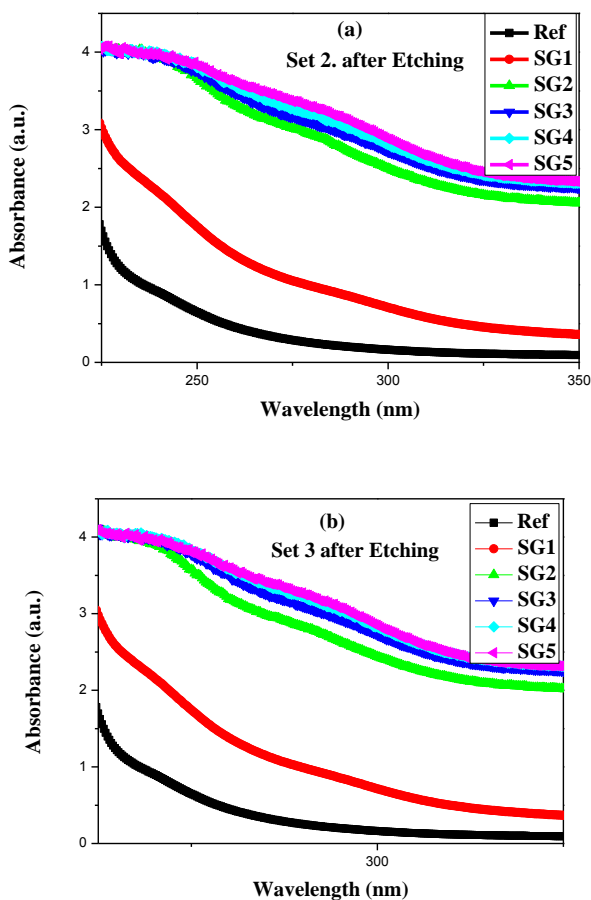 (a)
Set 2. after Etching
Ref
SG1
SG2
SG3
SG4
SG5
4
3
2
1
0
Absorbance (a.u.)
250
300
350
Wavelength (nm)
(b)
Set 3 after Etching
Ref
SG1
SG2
SG3
SG4
SG5
4
3
2
1
0
Absorbance (a.u.)
300
Wavelength (nm)